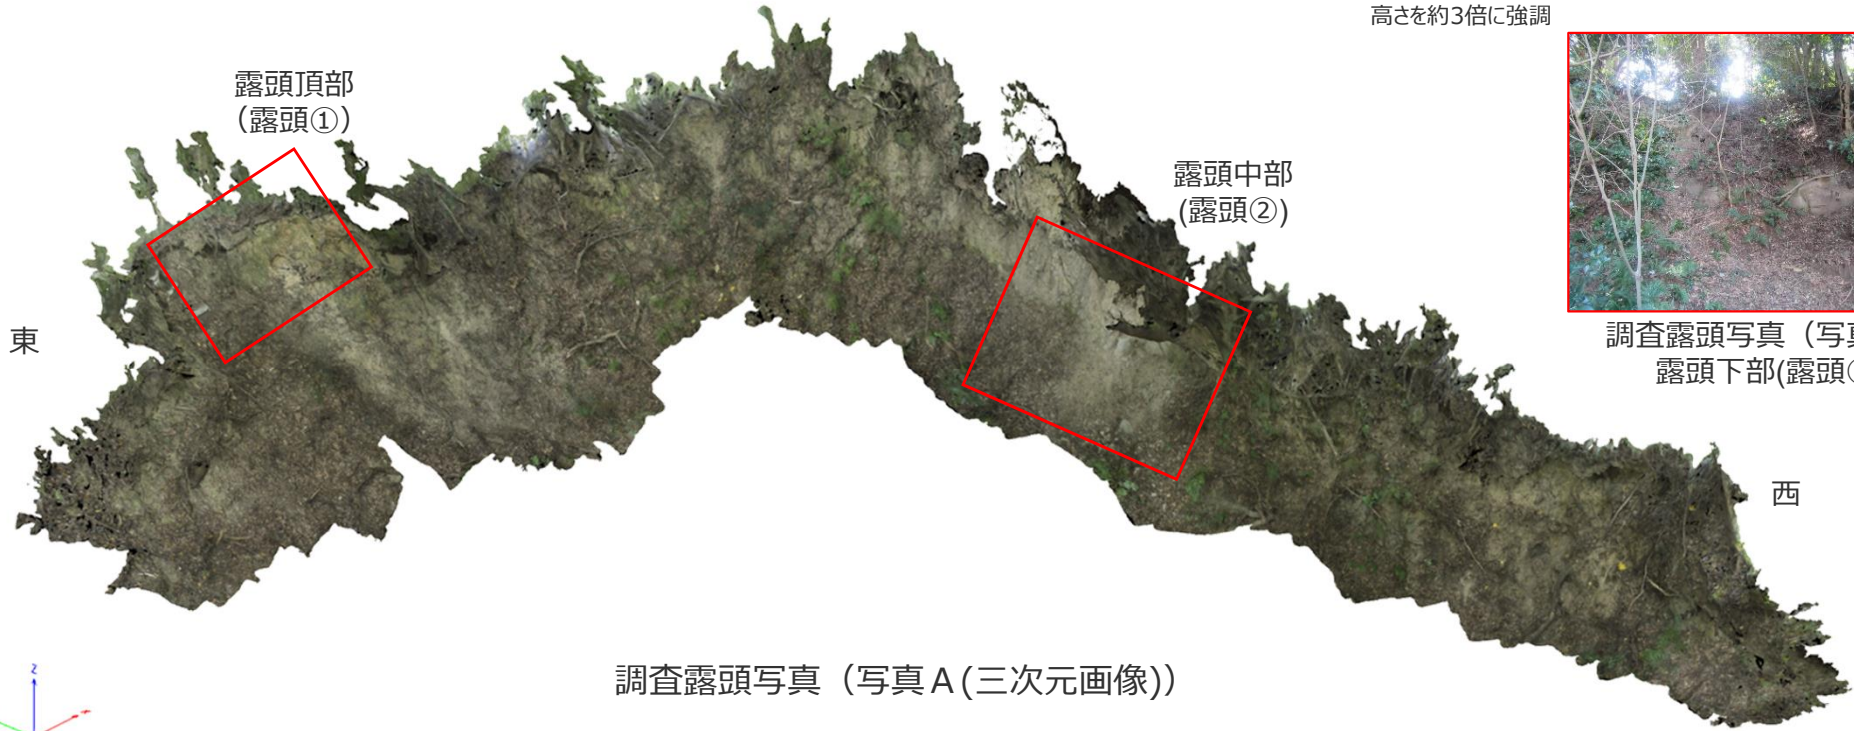 高さを約3倍に強調
露頭頂部
（露頭①）
露頭中部
(露頭②)
東
調査露頭写真（写真
露頭下部(露頭
西
調査露頭写真（写真Ａ(三次元画像)）
z